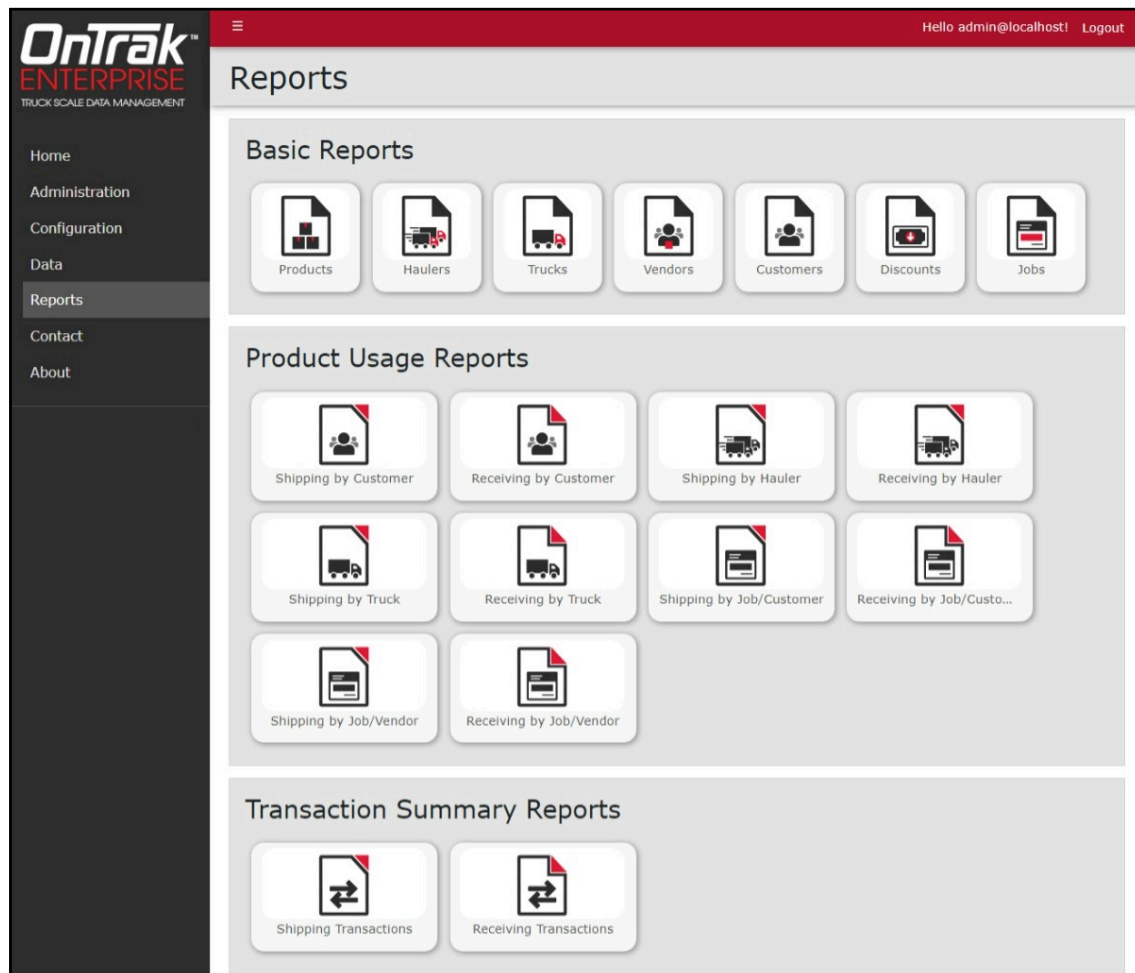 OnTrak™
ENTERPRISE
TRUCK SCALE DATA MANAGEMENT
☰ Hello admin@localhost! Logout
Home
Administration
Configuration
Data
Reports
Contact
About
Reports
Basic Reports
Products Haulers Trucks Vendors Customers Discounts Jobs
Product Usage Reports
Shipping by Customer Receiving by Customer Shipping by Hauler Receiving by Hauler
Shipping by Truck Receiving by Truck Shipping by Job/Customer Receiving by Job/Custo...
Shipping by Job/Vendor Receiving by Job/Vendor
Transaction Summary Reports
Shipping Transactions Receiving Transactions